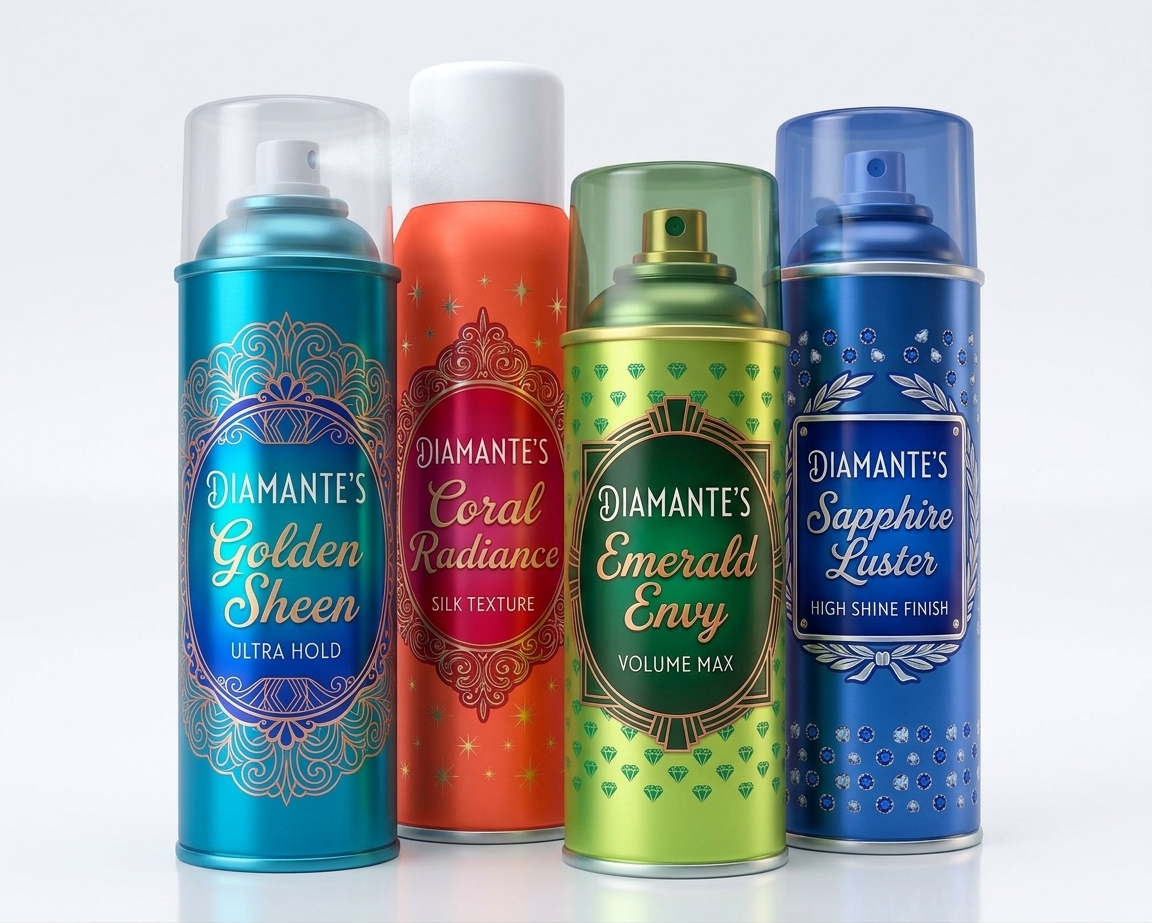 DIAMANTE'S
Golden
Sheen
ULTRA HOLD
DIAMANTE'S
Coral
Radiance
SILK TEXTURE
DIAMANTE'S
Emerald
Envy
VOLUME MAX
DIAMANTE'S
Sapphire
Luster
HIGH SHINE FINISH